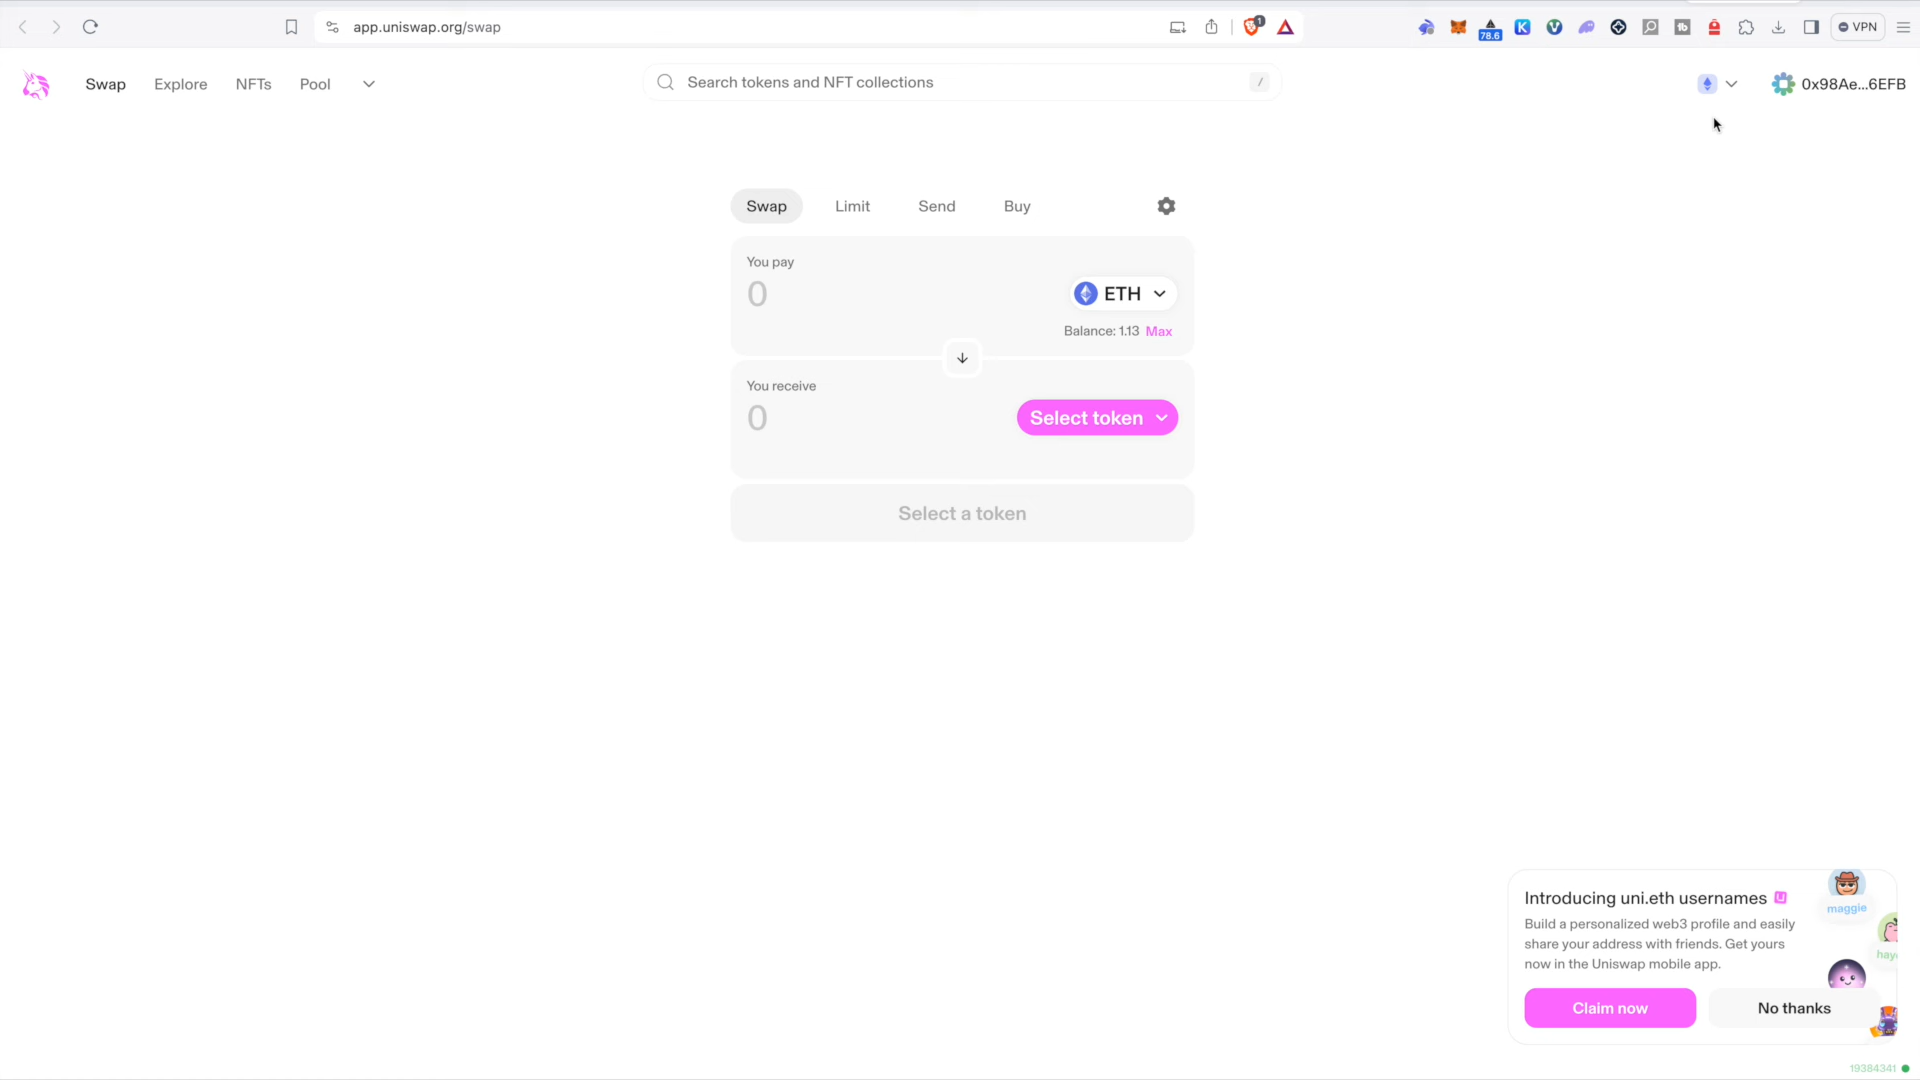 app.uniswap.org/swap
1
78.6
VPN
Swap
Explore
NFTs
Pool
Search tokens and NFT collections
/
0x98Ae...6EFB
Swap
Limit
Send
Buy
You pay
0
ETH
Balance: 1.13 Max
You receive
0
Select token
Select a token
Introducing uni.eth usernames
Build a personalized web3 profile and easily
share your address with friends. Get yours
now in the Uniswap mobile app.
maggie
Claim now
No thanks
19384341